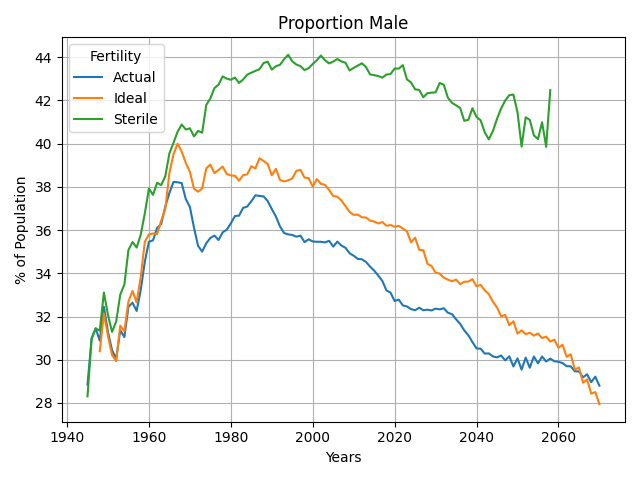 Proportion Male
Fertility
Actual
Ideal
Sterile
% of Population
44
42
40
38
36
34
32
30
28
1940 1960 1980 2000 2020 2040 2060
Years